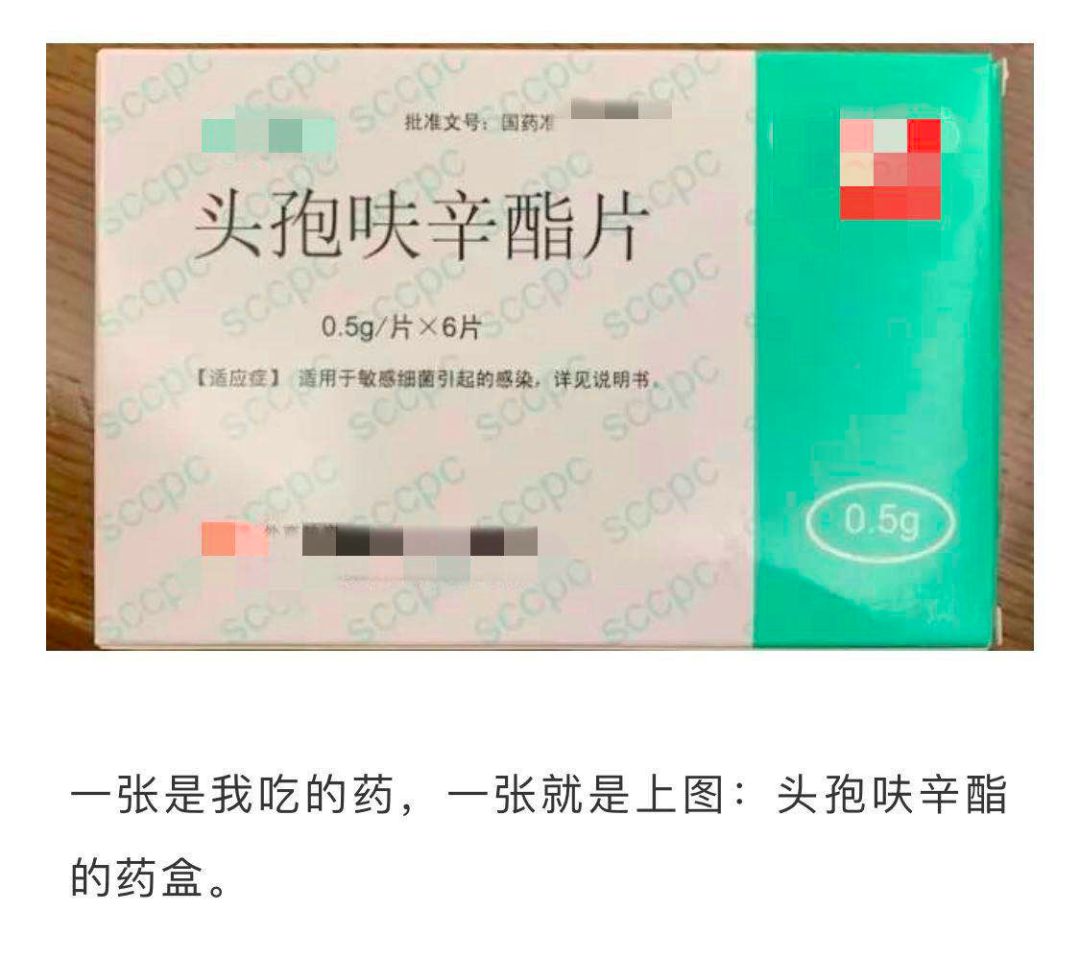 批准文号：国药准
头孢呋辛酯片
0.5g/片×6片
【适应症】 适用于敏感细菌引起的感染，详见说明书。
0.5g
sccpc
一张是我吃的药，一张就是上图：头孢呋辛酯
的药盒。